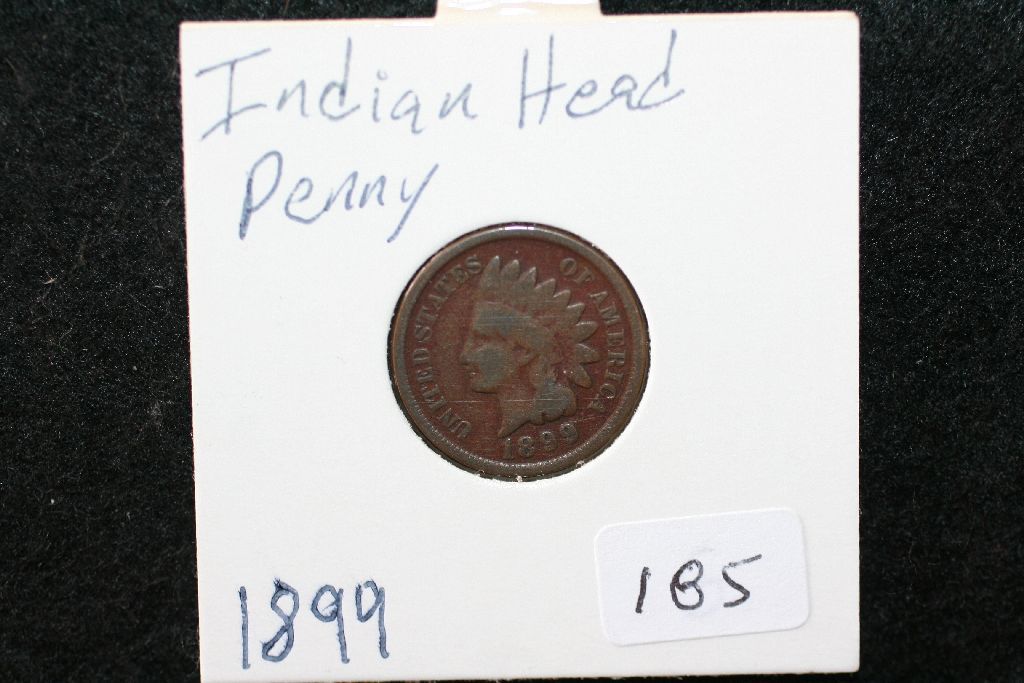 Indian Head
Penny
UNITED STATES OF AMERICA
1899
1899
185